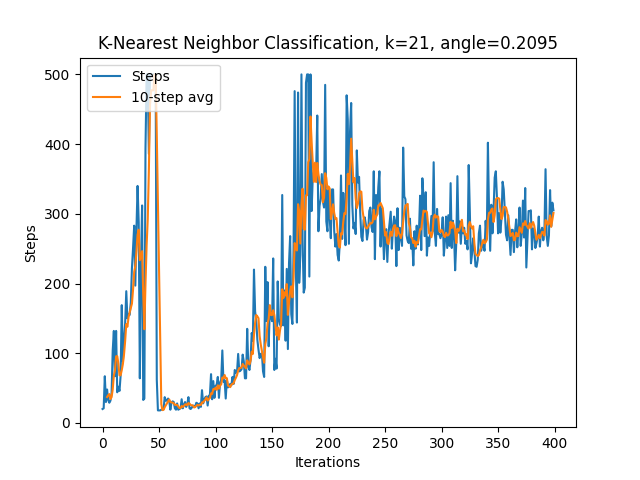 K-Nearest Neighbor Classification, k=21, angle=0.2095
Steps
10-step avg
500
400
300
200
100
0
Steps
0 50 100 150 200 250 300 350 400
Iterations